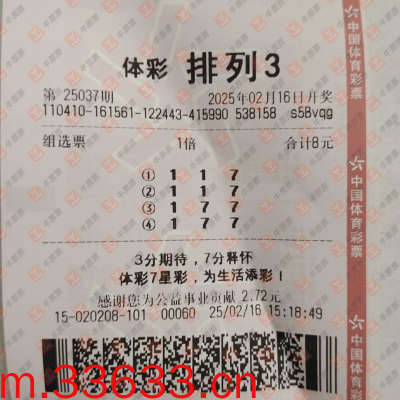 体彩 排列3
第 25037期 2025年02月16日开奖
110410-161561-122443-415990 538158 s58vqg
组选票 1倍 合计8元
① 1 1 7
② 1 1 7
③ 1 7 7
④ 1 7 7
3分期待，7分释怀
体彩7星彩，为生活添彩！
感谢您为公益事业贡献 2.72元
15-020208-101 00060 25/02/16 15:18:49
中国体育彩票
中国体育彩票
m.33633.cn